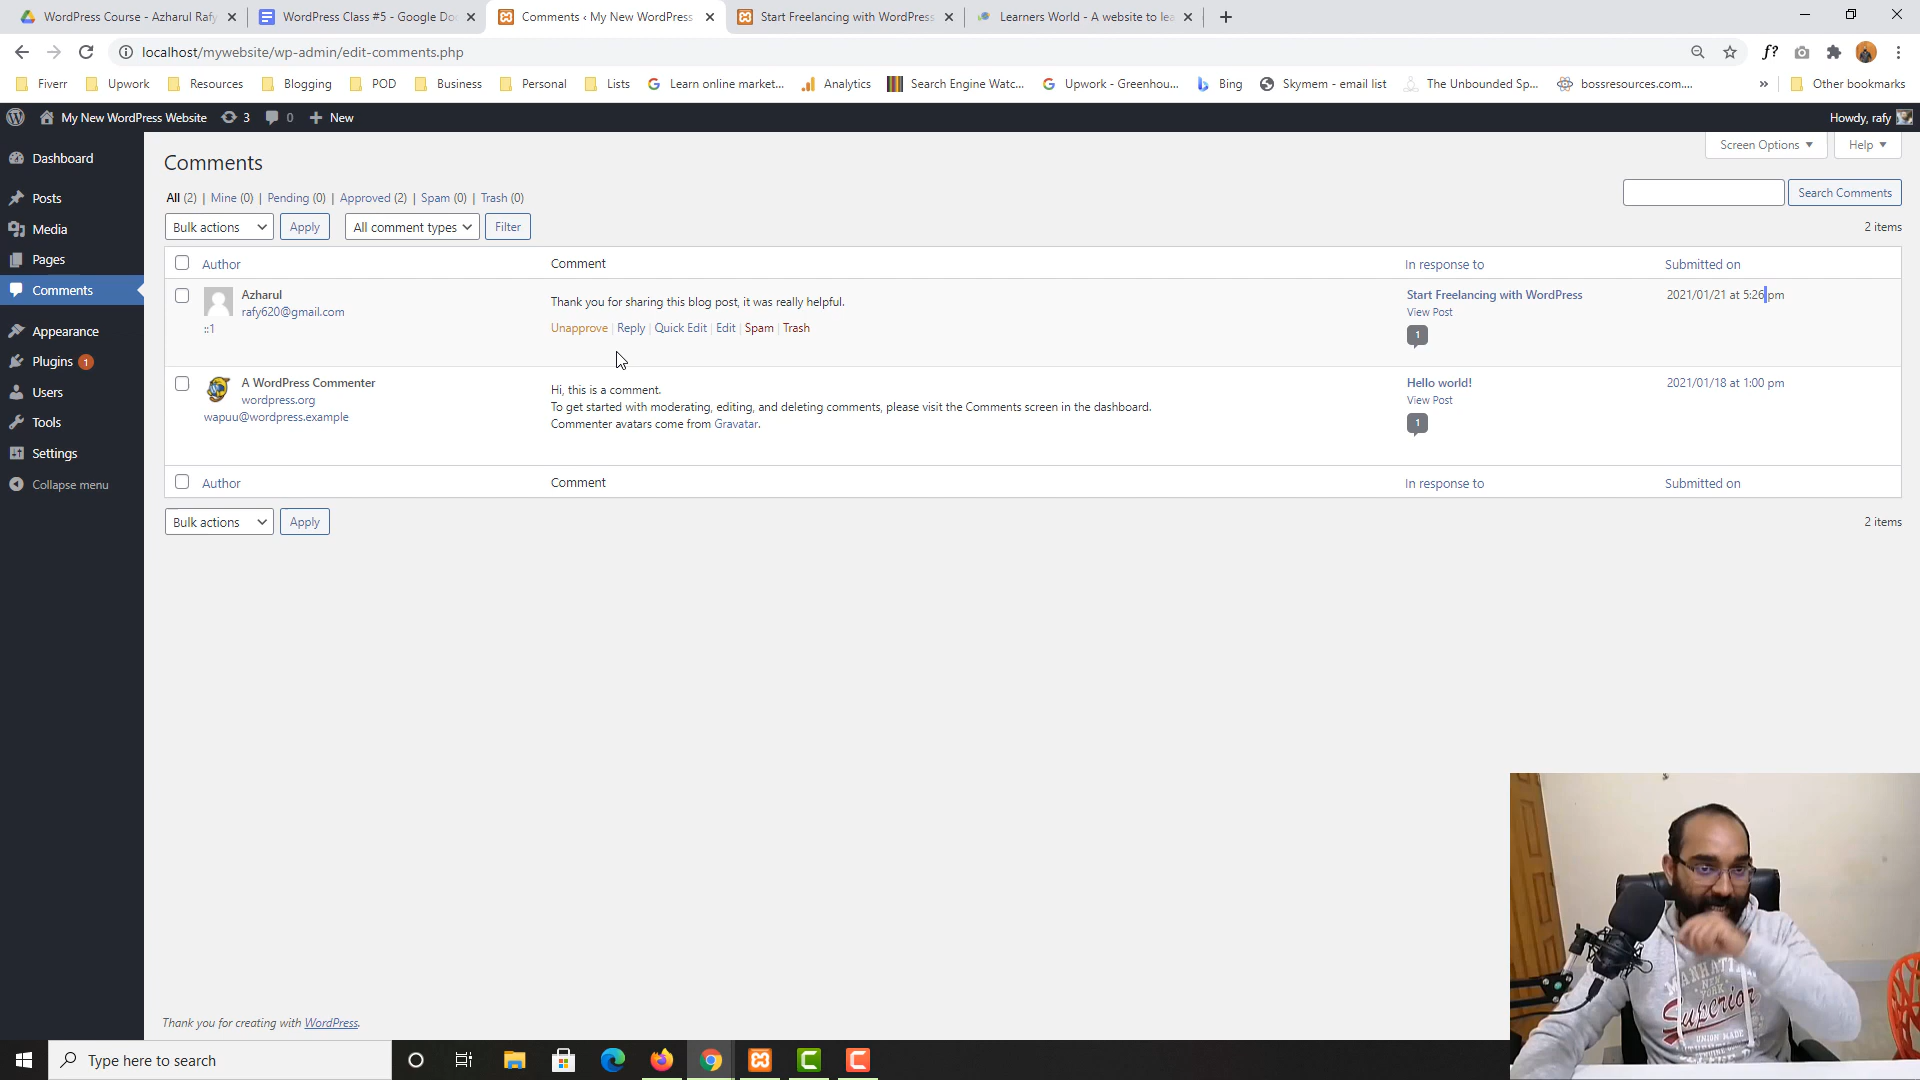 WordPress Course - Azharul Rafy
WordPress Class #5 - Google Do
Comments ‹ My New WordPress
Start Freelancing with WordPress
Learners World - A website to lea
localhost/mywebsite/wp-admin/edit-comments.php
f?
Fiverr
Upwork
Resources
Blogging
POD
Business
Personal
Lists
Learn online market...
Analytics
Search Engine Watc...
Upwork - Greenhou...
Bing
Skymem - email list
The Unbounded Sp...
bossresources.com....
»
Other bookmarks
My New WordPress Website
3
0
New
Howdy, rafy
Dashboard
Posts
Media
Pages
Comments
Appearance
Plugins 1
Users
Tools
Settings
Collapse menu
Screen Options
Help
Comments
All (2) | Mine (0) | Pending (0) | Approved (2) | Spam (0) | Trash (0)
Search Comments
Bulk actions
Apply
All comment types
Filter
2 items
Author
Comment
In response to
Submitted on
Azharul
rafy620@gmail.com
::1
Thank you for sharing this blog post, it was really helpful.
Unapprove | Reply | Quick Edit | Edit | Spam | Trash
Start Freelancing with WordPress
View Post
1
2021/01/21 at 5:26 pm
A WordPress Commenter
wordpress.org
wapuu@wordpress.example
Hi, this is a comment.
To get started with moderating, editing, and deleting comments, please visit the Comments screen in the dashboard.
Commenter avatars come from Gravatar.
Hello world!
View Post
1
2021/01/18 at 1:00 pm
Author
Comment
In response to
Submitted on
Bulk actions
Apply
2 items
MANHATTAN
NEW
YORK
Superior
UNION MADE
Thank you for creating with WordPress.
Type here to search